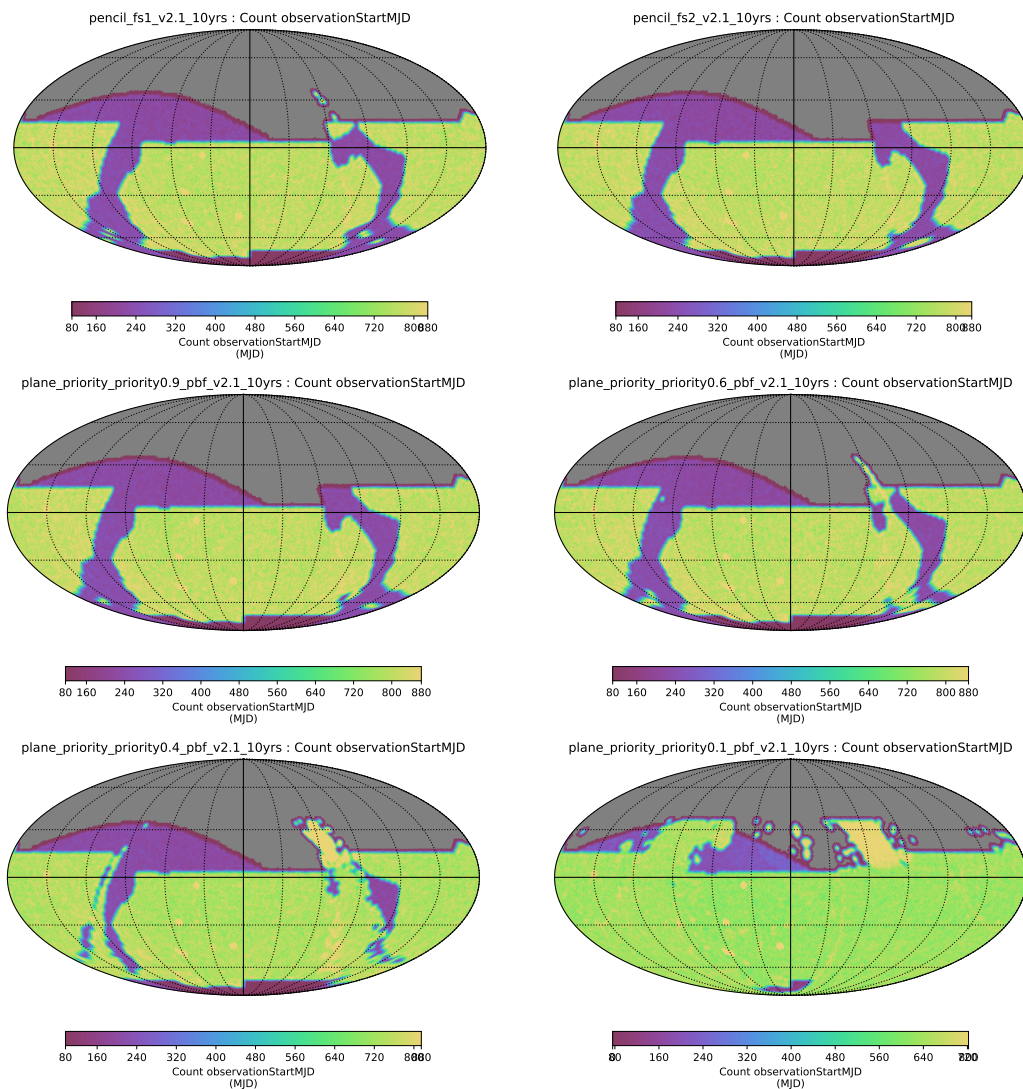 pencil_fs1_v2.1_10yrs : Count observationStartMJD
pencil_fs2_v2.1_10yrs : Count observationStartMJD
80 160 240 320 400 480 560 640 720 800 880
Count observationStartMJD
(MJD)
80 160 240 320 400 480 560 640 720 800 880
Count observationStartMJD
(MJD)
plane_priority_priority0.9_pbf_v2.1_10yrs : Count observationStartMJD
plane_priority_priority0.6_pbf_v2.1_10yrs : Count observationStartMJD
80 160 240 320 400 480 560 640 720 800 880
Count observationStartMJD
(MJD)
80 160 240 320 400 480 560 640 720 800 880
Count observationStartMJD
(MJD)
plane_priority_priority0.4_pbf_v2.1_10yrs : Count observationStartMJD
plane_priority_priority0.1_pbf_v2.1_10yrs : Count observationStartMJD
80 160 240 320 400 480 560 640 720 800
Count observationStartMJD
(MJD)
80 160 240 320 400 480 560 640 720
Count observationStartMJD
(MJD)